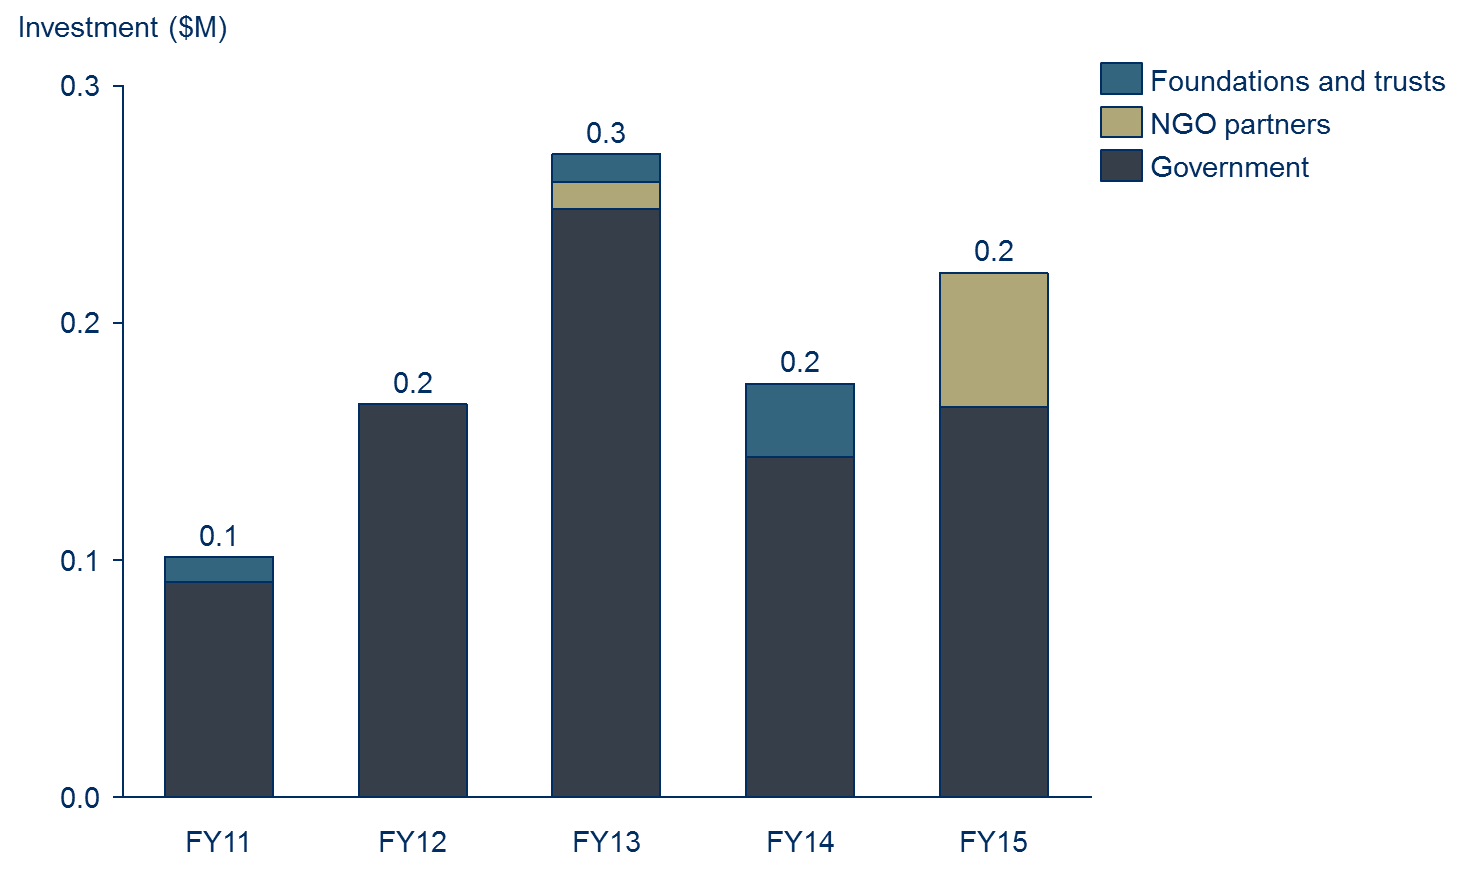 Investment ($M)
Foundations and trusts
NGO partners
Government
0.3
0.2
0.1
0.0
0.1
0.2
0.3
0.2
0.2
FY11
FY12
FY13
FY14
FY15